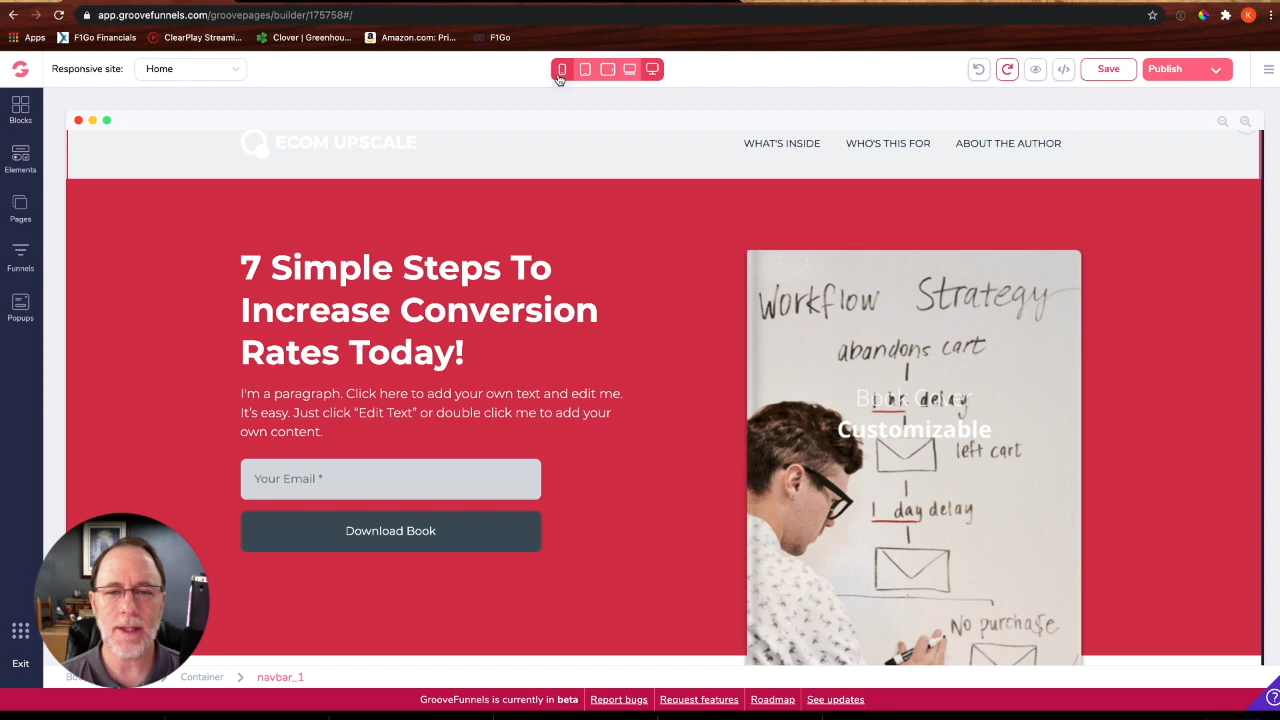 app.groovefunnels.com/groovepages/builder/175758#/
K
Apps
F1Go Financials
ClearPlay Streami...
Clover | Greenhou...
Amazon.com: Pri...
F1Go
Responsive site:
Home
Save
Publish
Blocks
Elements
Pages
Funnels
Popups
Exit
ECOM UPSCALE
WHAT'S INSIDE
WHO'S THIS FOR
ABOUT THE AUTHOR
7 Simple Steps To
Increase Conversion
Rates Today!
I'm a paragraph. Click here to add your own text and edit me.
It's easy. Just click “Edit Text” or double click me to add your
own content.
Your Email *
Download Book
Workflow Strategy
abandons cart
Book Cover
delay
Customizable
left cart
1 day delay
No purchase
Container
navbar_1
GrooveFunnels is currently in beta
Report bugs
Request features
Roadmap
See updates